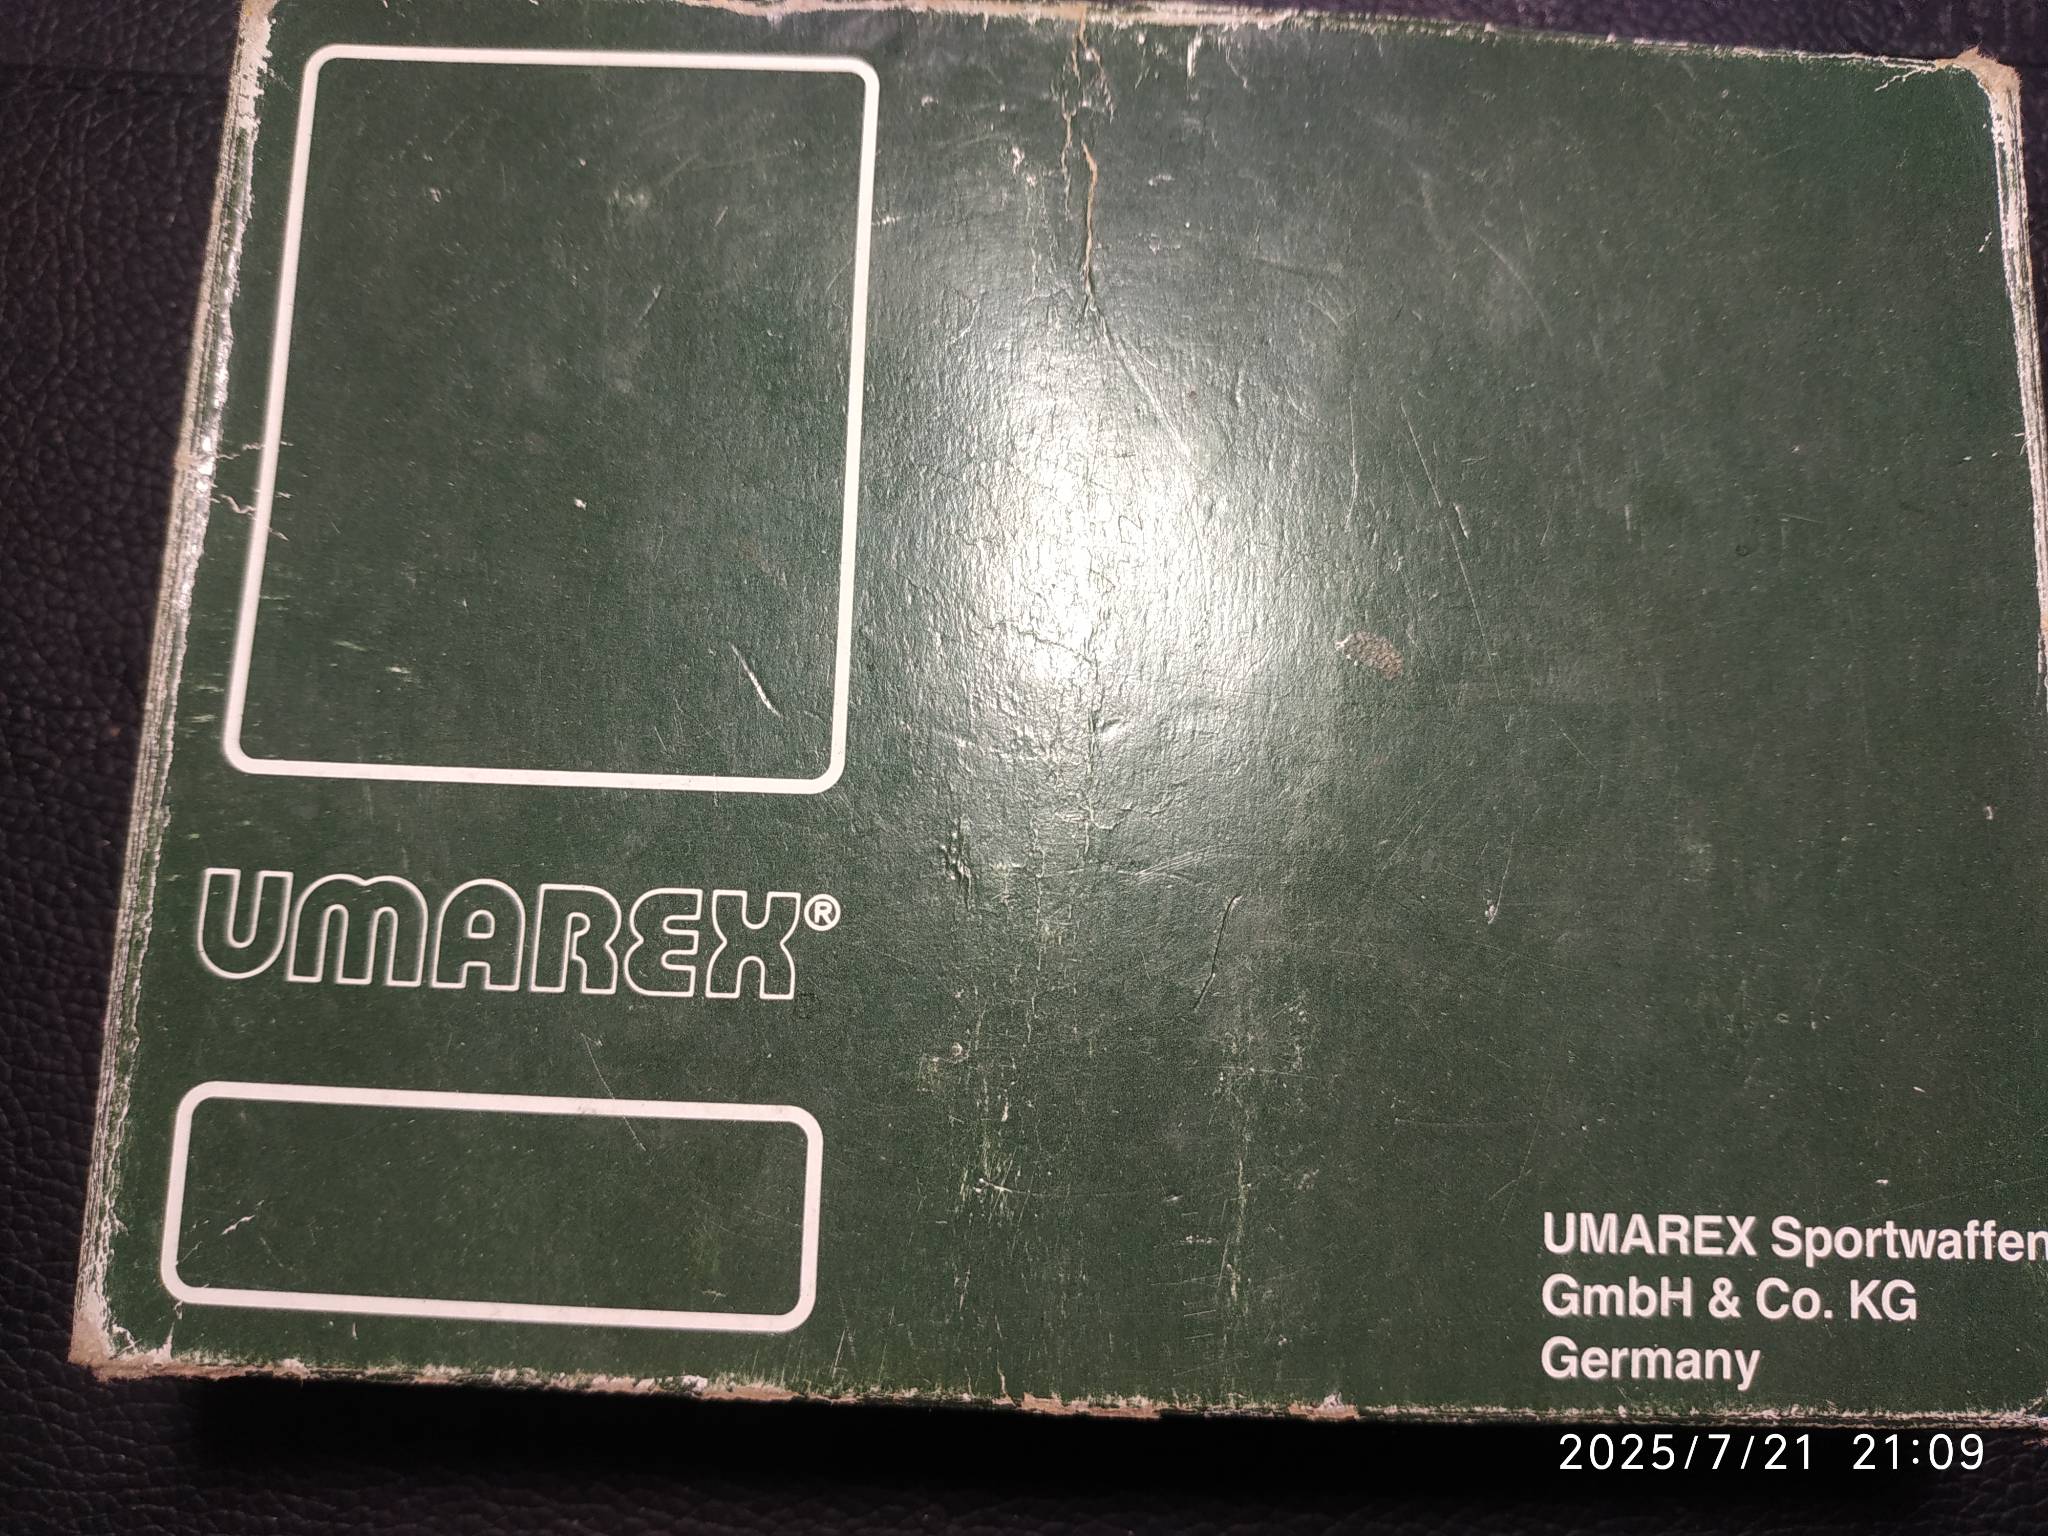 UMAREX®
UMAREX Sportwaffen
GmbH & Co. KG
Germany
2025/7/21 21:09